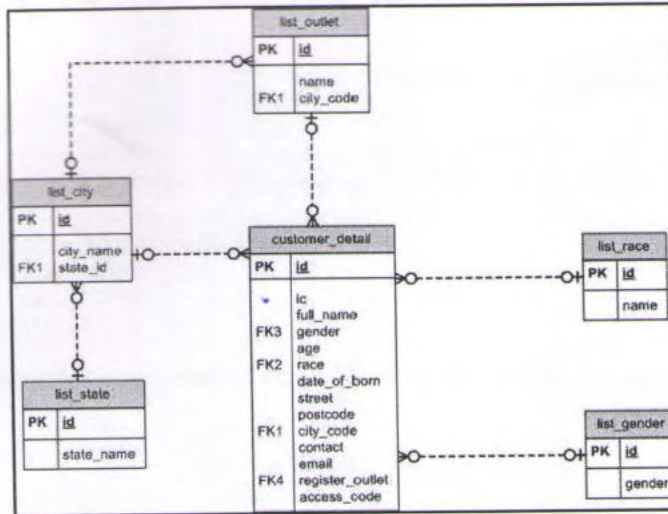 list_outlet
PK id
name
FK1 city_code
list_city
PK id
city_name
FK1 state_id
customer_detail
PK id
ic
full_name
FK3 gender
age
FK2 race
date_of_born
street
postcode
FK1 city_code
contact
email
FK4 register_outlet
access_code
list_race
PK id
name
list_state
PK id
state_name
list_gender
PK id
gender